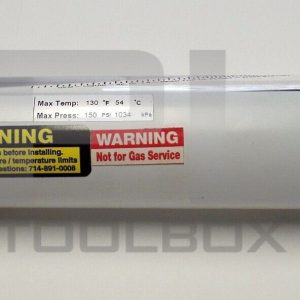 Max Temp: 130 °F 54 °C
Max Press: 150 PSI 1034 kPa
NING
before installing.
re / temperature limits
estions: 714-891-0008
WARNING
Not for Gas Service
TOOLBOX